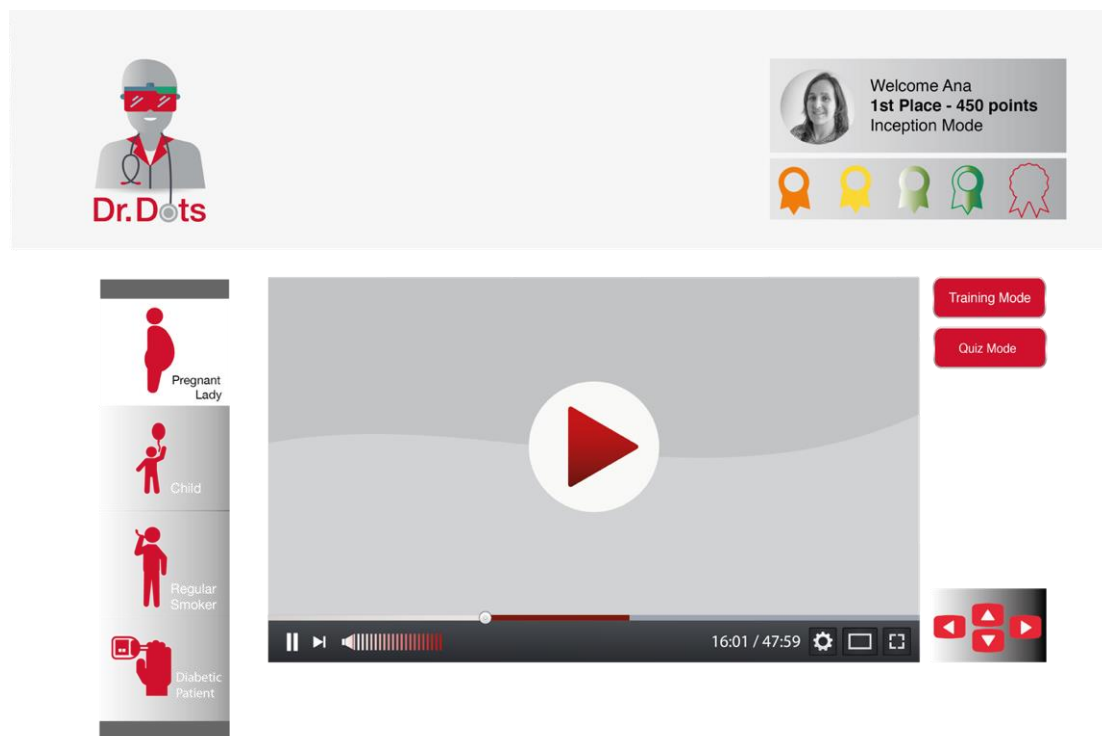 Dr.Dots
Welcome Ana
1st Place - 450 points
Inception Mode
Pregnant
Lady
Child
Regular
Smoker
Diabetic
Patient
Training Mode
Quiz Mode
16:01 / 47:59